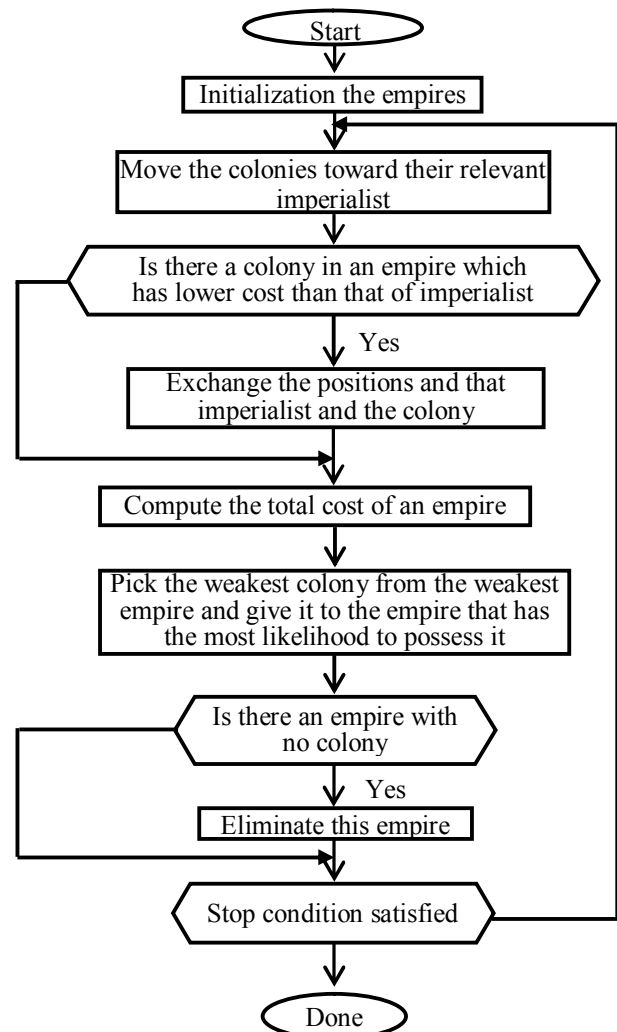 Start
Initialization the empires
Move the colonies toward their relevant
imperialist
Is there a colony in an empire which
has lower cost than that of imperialist
Yes
Exchange the positions and that
imperialist and the colony
Compute the total cost of an empire
Pick the weakest colony from the weakest
empire and give it to the empire that has
the most likelihood to possess it
Is there an empire with
no colony
Yes
Eliminate this empire
Stop condition satisfied
Done